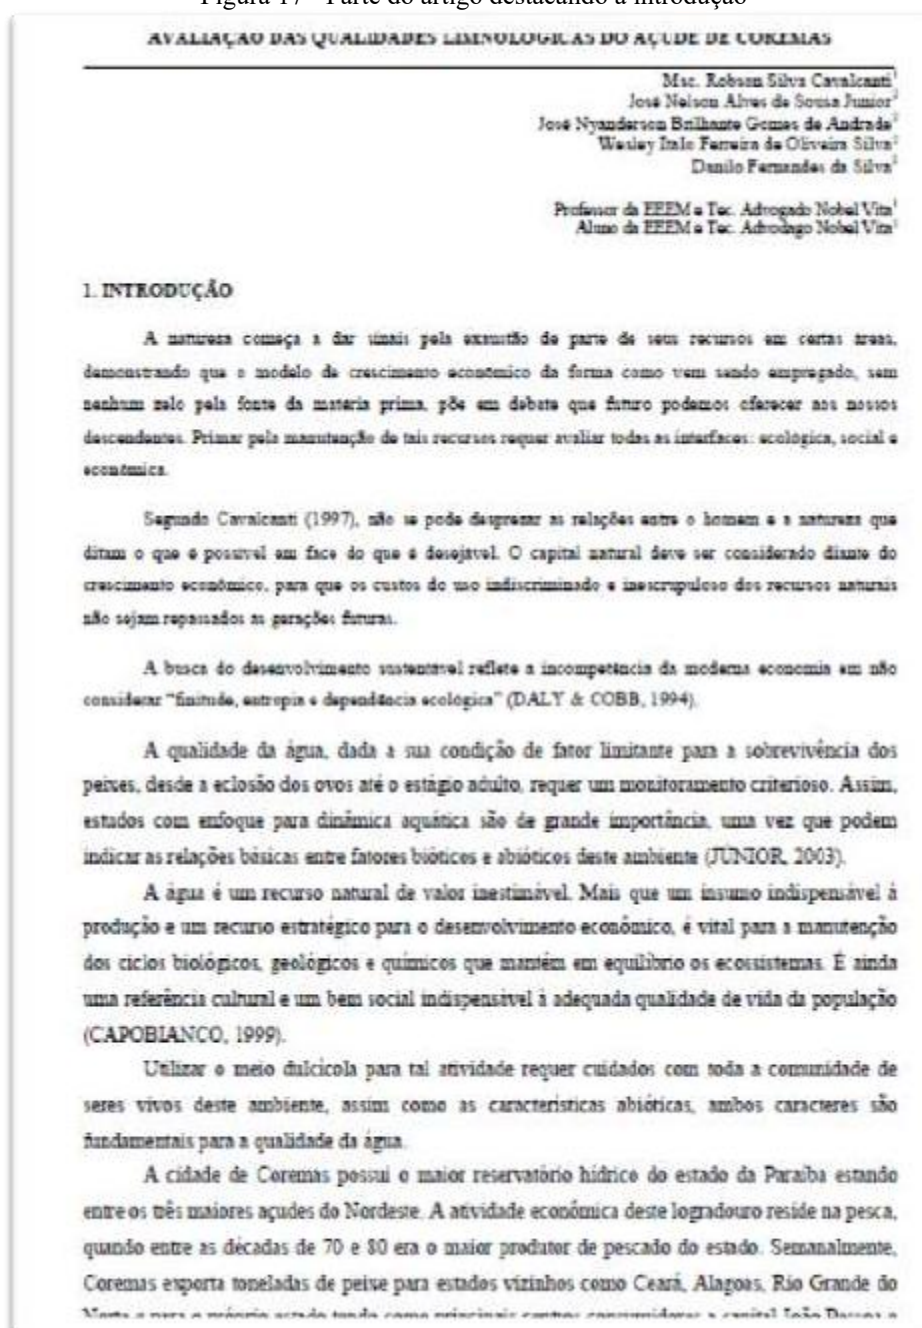 Figura 17 - Parte do artigo destacando a introdução
AVALIAÇÃO DAS QUALIDADES LIMNOLÓGICAS DO AÇUDE DE COREMAS
Msc. Robson Silva Cavalcanti¹
José Nelson Alves de Sousa Junior²
José Nyanderson Brilhante Gomes de Andrade²
Wesley Italo Ferreira de Oliveira Silva²
Danilo Fernandes da Silva²
Professor da EEEM e Tec. Advogado Nobel Vita¹
Aluno da EEEM e Tec. Advodago Nobel Vita²
1. INTRODUÇÃO
A natureza começa a dar sinais pela exaustão de parte de seus recursos em certas áreas,
demonstrando que o modelo de crescimento econômico da forma como vem sendo empregado, sem
nenhum zelo pela fonte da matéria prima, põe em debate que futuro podemos oferecer aos nossos
descendentes. Primar pela manutenção de tais recursos requer avaliar todas as interfaces: ecológica, social e
econômica.
Segundo Cavalcanti (1997), não se pode desprezar as relações entre o homem e a natureza que
ditam o que é possível em face do que é desejável. O capital natural deve ser considerado diante do
crescimento econômico, para que os custos do uso indiscriminado e inescrupuloso dos recursos naturais
não sejam repassados as gerações futuras.
A busca do desenvolvimento sustentável reflete a incompetência da moderna economia em não
considerar “finitude, entropia e dependência ecológica” (DALY & COBB, 1994).
A qualidade da água, dada a sua condição de fator limitante para a sobrevivência dos
peixes, desde a eclosão dos ovos até o estágio adulto, requer um monitoramento criterioso. Assim,
estudos com enfoque para dinâmica aquática são de grande importância, uma vez que podem
indicar as relações básicas entre fatores bióticos e abióticos deste ambiente (JUNIOR, 2003).
A água é um recurso natural de valor inestimável. Mais que um insumo indispensável à
produção e um recurso estratégico para o desenvolvimento econômico, é vital para a manutenção
dos ciclos biológicos, geológicos e químicos que mantém em equilíbrio os ecossistemas. É ainda
uma referência cultural e um bem social indispensável à adequada qualidade de vida da população
(CAPOBIANCO, 1999).
Utilizar o meio dulcícola para tal atividade requer cuidados com toda a comunidade de
seres vivos deste ambiente, assim como as características abióticas, ambos caracteres são
fundamentais para a qualidade da água.
A cidade de Coremas possui o maior reservatório hídrico do estado da Paraíba estando
entre os três maiores açudes do Nordeste. A atividade econômica deste logradouro reside na pesca,
quando entre as décadas de 70 e 80 era o maior produtor de pescado do estado. Semanalmente,
Coremas exporta toneladas de peixe para estados vizinhos como Ceará, Alagoas, Rio Grande do
Norte e para o próprio estado tendo como principais centros consumidores a capital João Pessoa e